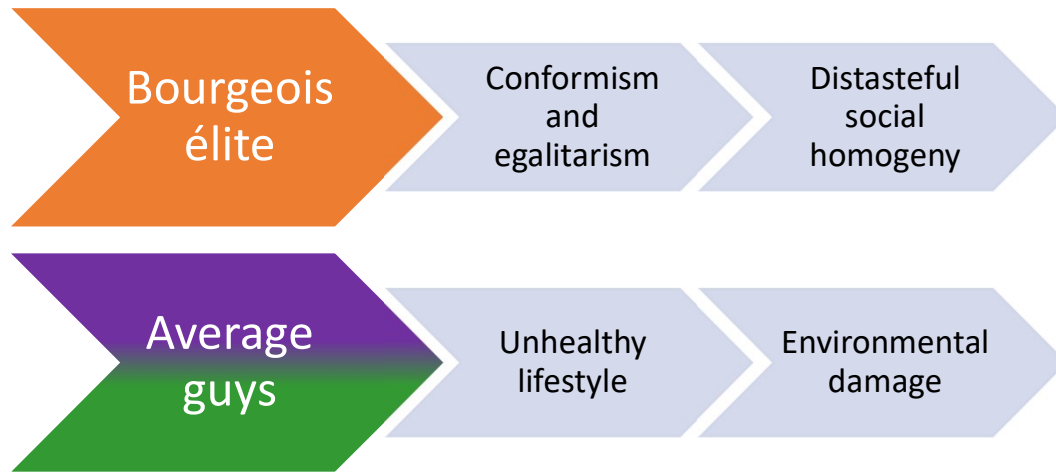 Bourgeois
élite
Conformism
and
egalitarism
Distasteful
social
homogeny
Average
guys
Unhealthy
lifestyle
Environmental
damage